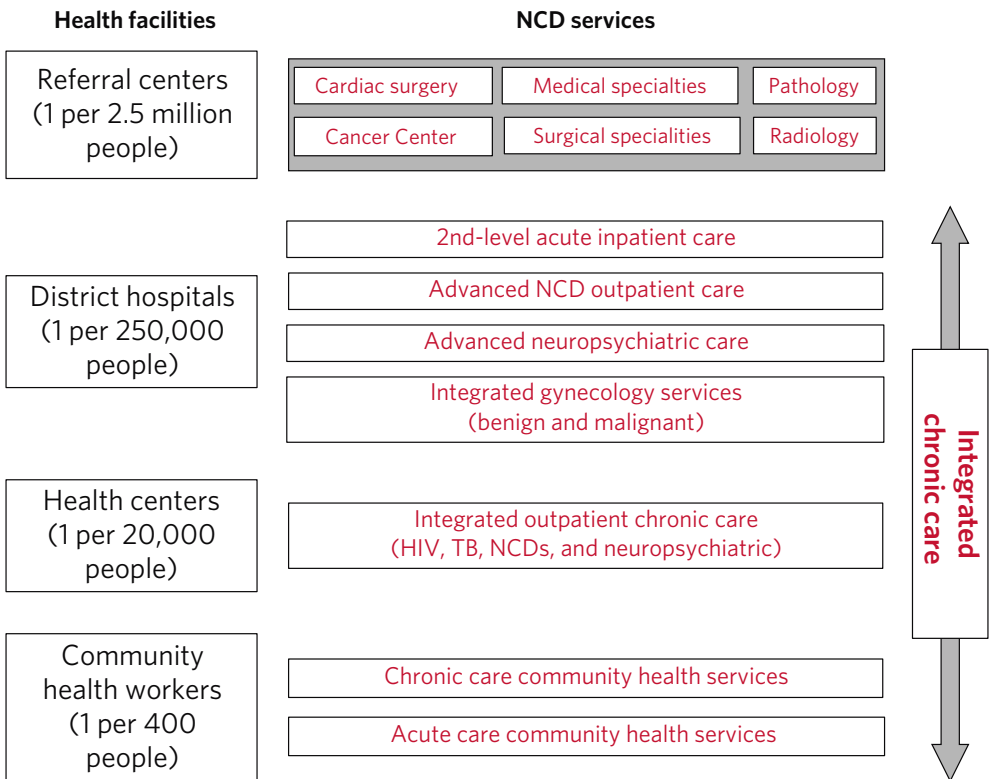 Health facilities
NCD services
Referral centers
(1 per 2.5 million
people)
Cardiac surgery
Medical specialties
Pathology
Cancer Center
Surgical specialities
Radiology
District hospitals
(1 per 250,000
people)
2nd-level acute inpatient care
Advanced NCD outpatient care
Advanced neuropsychiatric care
Integrated gynecology services
(benign and malignant)
Health centers
(1 per 20,000
people)
Integrated outpatient chronic care
(HIV, TB, NCDs, and neuropsychiatric)
Community
health workers
(1 per 400
people)
Chronic care community health services
Acute care community health services
Integrated
chronic care